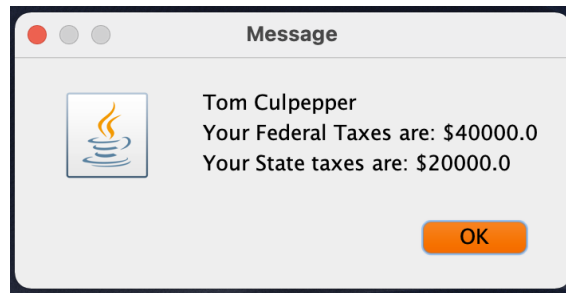 Message
Tom Culpepper
Your Federal Taxes are: $40000.0
Your State taxes are: $20000.0
OK